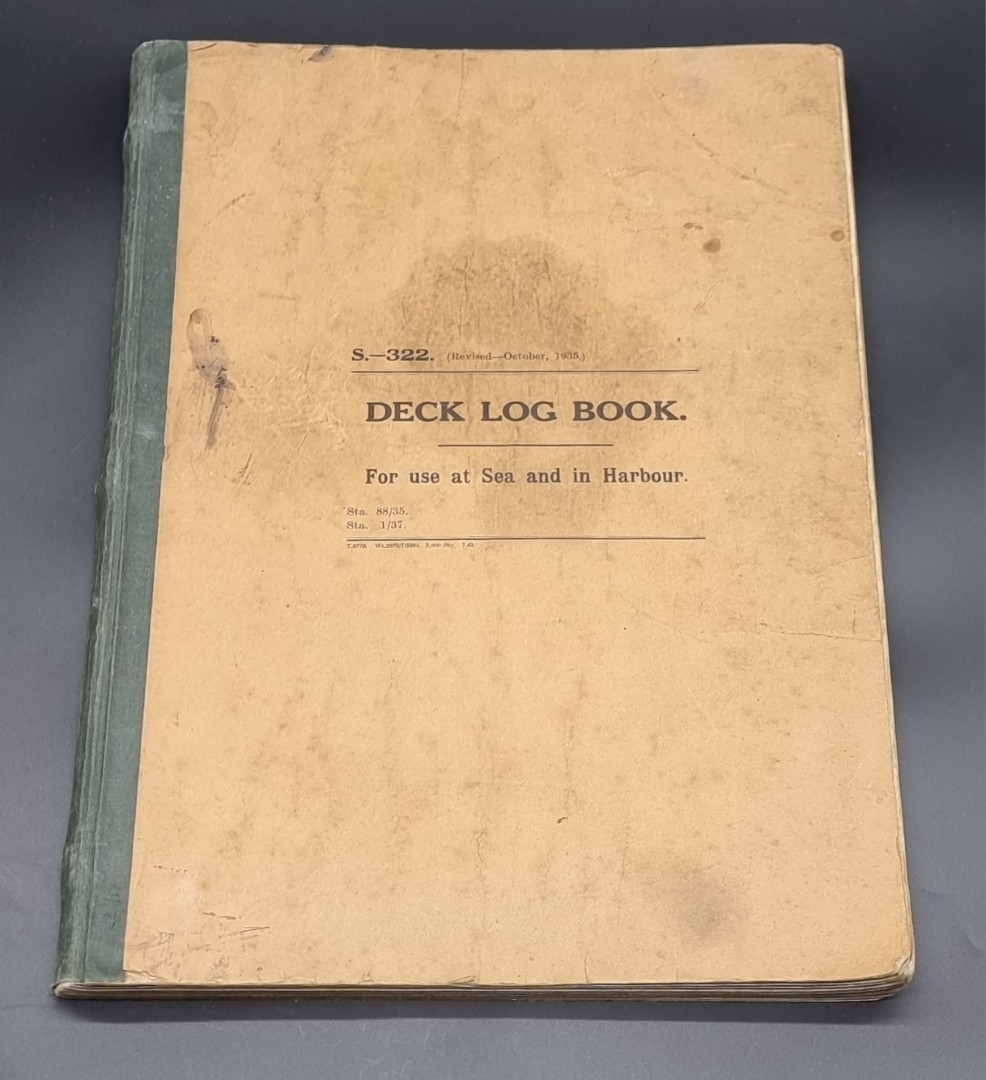 S.—322. (Revised—October, 1935.)
DECK LOG BOOK.
For use at Sea and in Harbour.
Sta. 88/35.
Sta. 1/37.